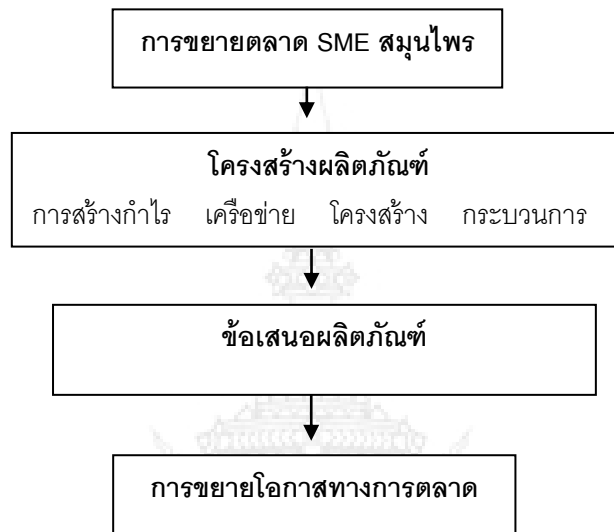 การขยายตลาด SME สมุนไพร
โครงสร้างผลิตภัณฑ์
การสร้างกำไร เครือข่าย โครงสร้าง กระบวนการ
ข้อเสนอผลิตภัณฑ์
การขยายโอกาสทางการตลาด